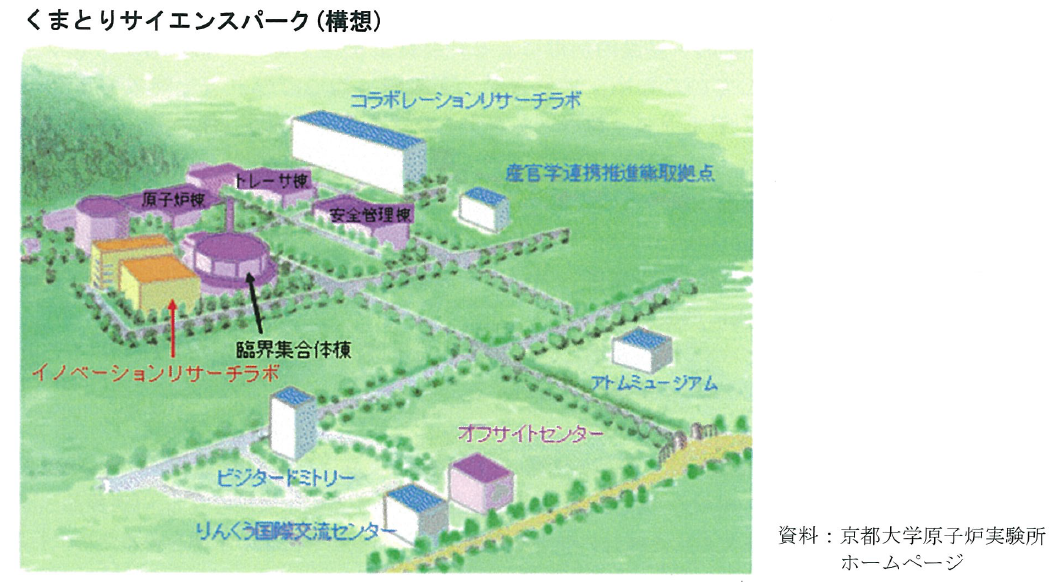 くまとりサイエンスパーク(構想)
コラボレーションリサーチラボ
産官学連携推進熊取拠点
トレーサ棟
原子炉棟
安全管理棟
臨界集合体棟
イノベーションリサーチラボ
アトムミュージアム
オフサイトセンター
ビジタードミトリー
りんくう国際交流センター
資料：京都大学原子炉実験所
ホームページ